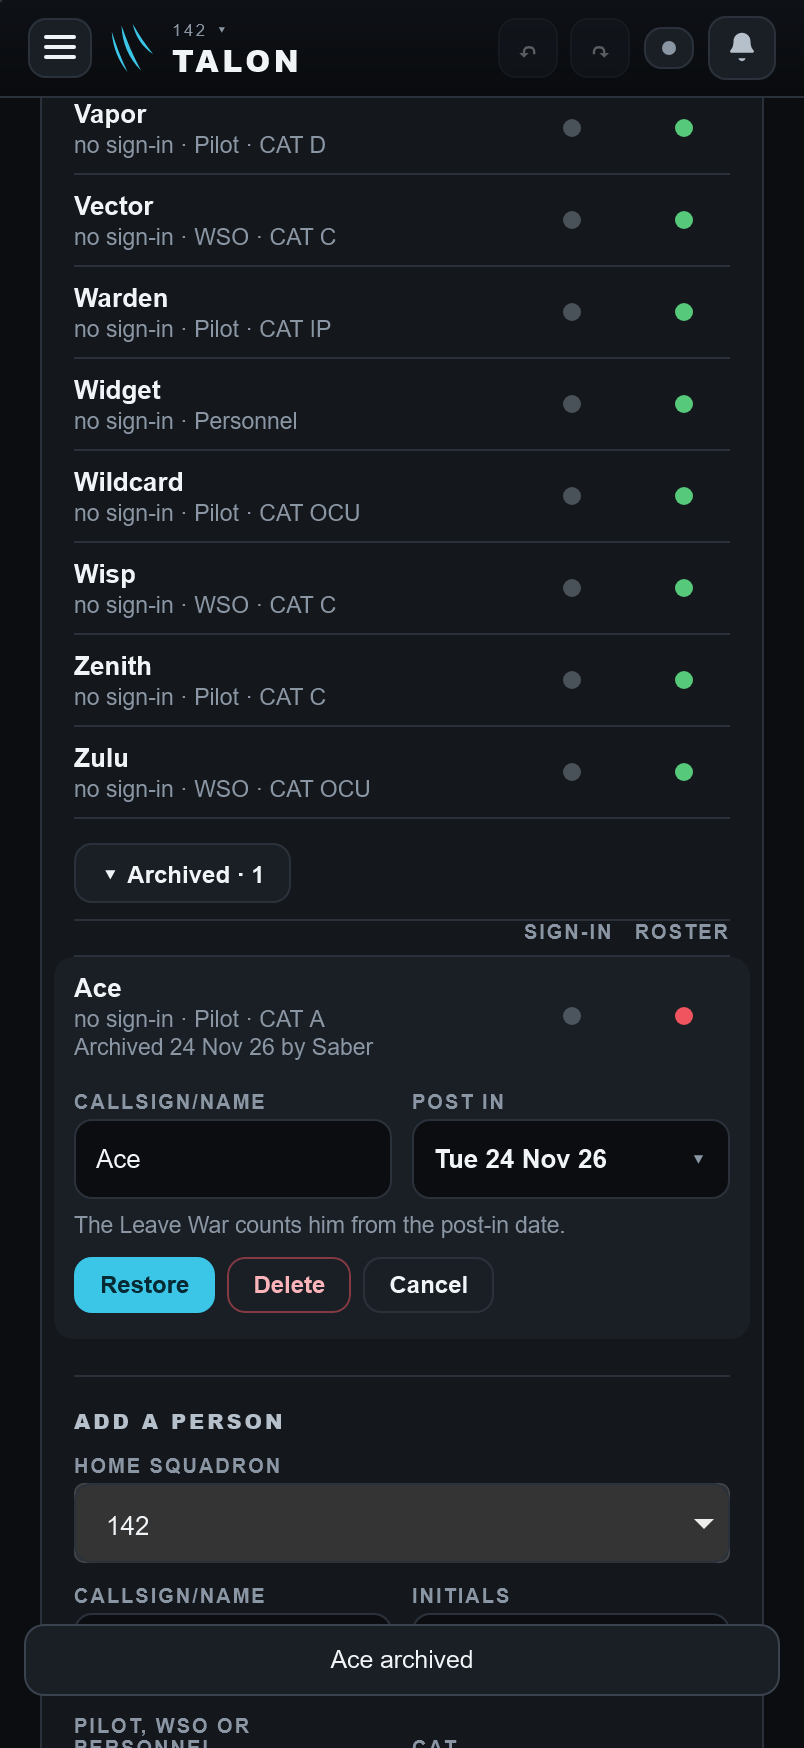 142 ▾
TALON
Vapor
no sign-in · Pilot · CAT D
Vector
no sign-in · WSO · CAT C
Warden
no sign-in · Pilot · CAT IP
Widget
no sign-in · Personnel
Wildcard
no sign-in · Pilot · CAT OCU
Wisp
no sign-in · WSO · CAT C
Zenith
no sign-in · Pilot · CAT C
Zulu
no sign-in · WSO · CAT OCU
▾ Archived · 1
SIGN-IN ROSTER
Ace
no sign-in · Pilot · CAT A
Archived 24 Nov 26 by Saber
CALLSIGN/NAME POST IN
Ace Tue 24 Nov 26 ▾
The Leave War counts him from the post-in date.
Restore Delete Cancel
ADD A PERSON
HOME SQUADRON
142
CALLSIGN/NAME INITIALS
Ace archived
PILOT, WSO OR
PERSONNEL CAT